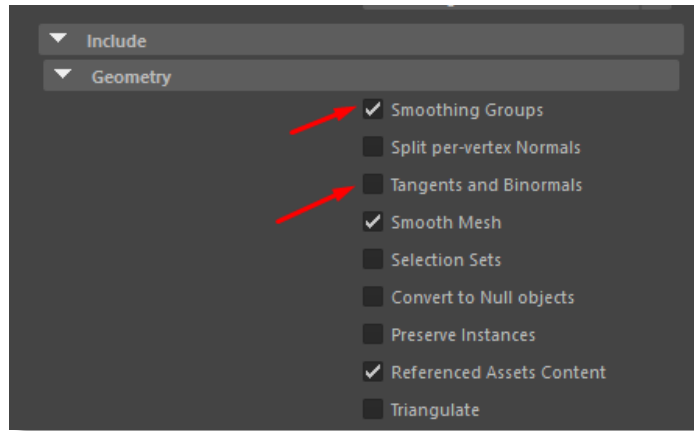 Include
Geometry
Smoothing Groups
Split per-vertex Normals
Tangents and Binormals
Smooth Mesh
Selection Sets
Convert to Null objects
Preserve Instances
Referenced Assets Content
Triangulate